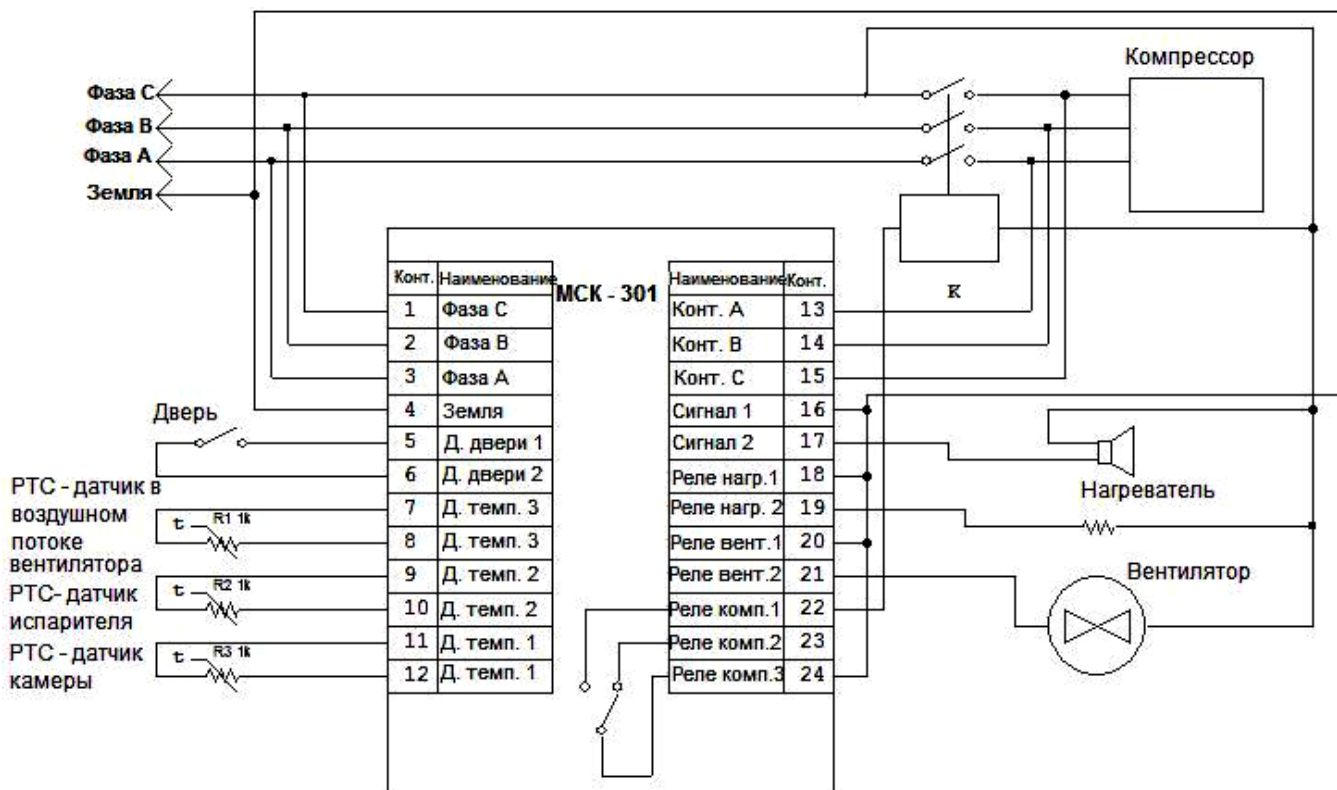 Компрессор
Фаза C
Фаза B
Фаза A
Земля
МСК - 301
K
Конт. Наименование
1 Фаза C
2 Фаза B
3 Фаза A
4 Земля
5 Д. двери 1
6 Д. двери 2
7 Д. темп. 3
8 Д. темп. 3
9 Д. темп. 2
10 Д. темп. 2
11 Д. темп. 1
12 Д. темп. 1
Наименование Конт.
Конт. A 13
Конт. B 14
Конт. C 15
Сигнал 1 16
Сигнал 2 17
Реле нагр.1 18
Реле нагр. 2 19
Реле вент.1 20
Реле вент.2 21
Реле комп.1 22
Реле комп.2 23
Реле комп.3 24
Дверь
РТС - датчик в
воздушном
потоке
вентилятора
t R1 1k
РТС- датчик
испарителя
t R2 1k
РТС - датчик
камеры
t R3 1k
Нагреватель
Вентилятор